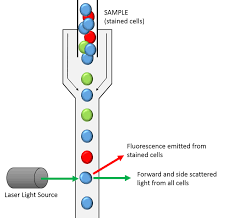 SAMPLE
(stained cells)
Fluorescence emitted from
stained cells
Forward and side scattered
light from all cells
Laser Light Source